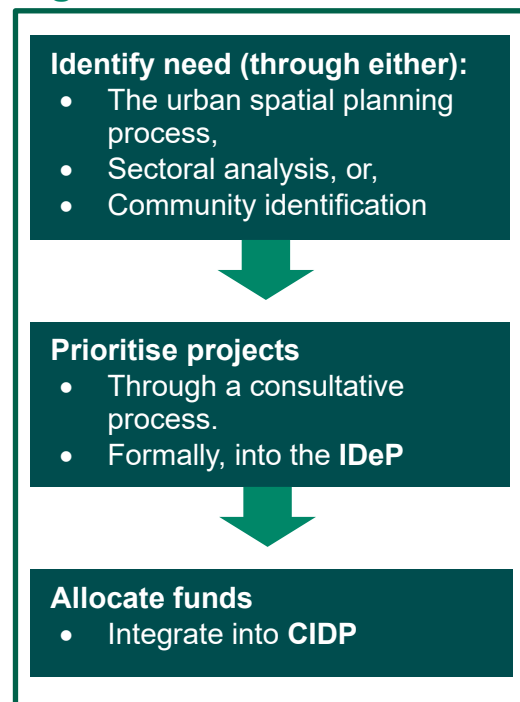 Identify need (through either):
• The urban spatial planning
process,
• Sectoral analysis, or,
• Community identification
Prioritise projects
• Through a consultative
process.
• Formally, into the IDeP
Allocate funds
• Integrate into CIDP